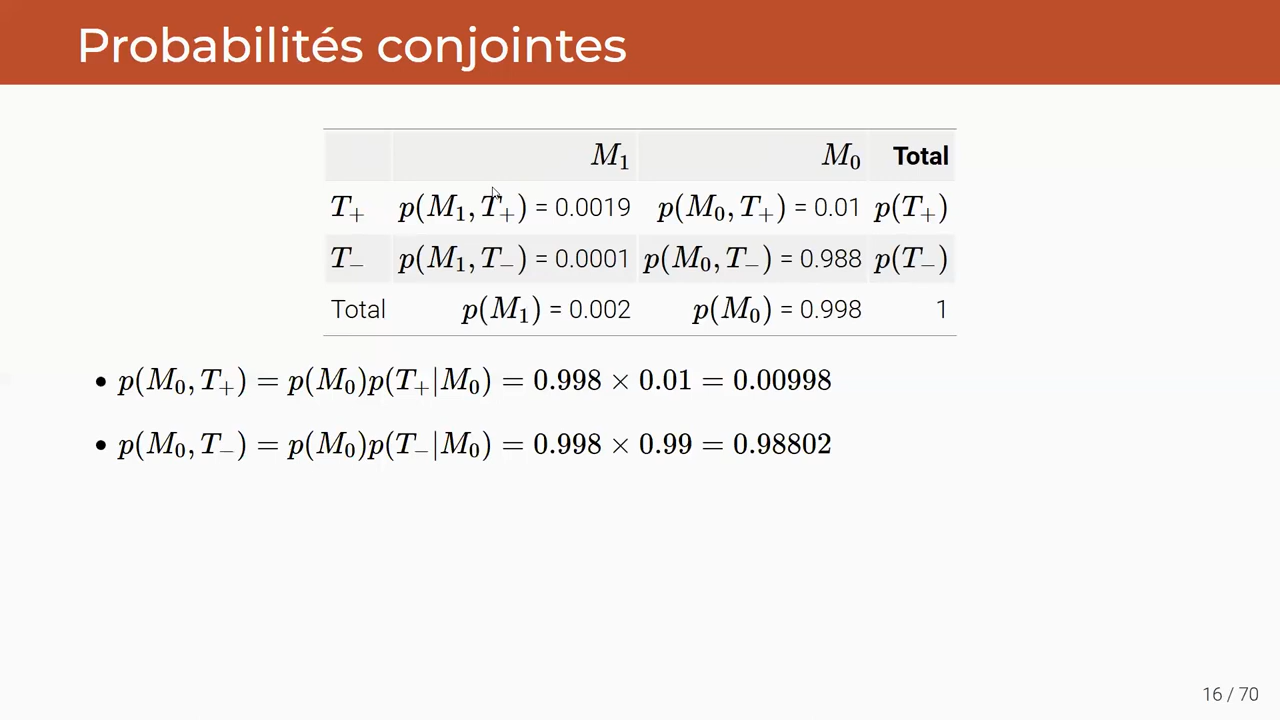 Probabilités conjointes
M₁ M₀ Total
T₊ p(M₁, T₊) = 0.0019 p(M₀, T₊) = 0.01 p(T₊)
T₋ p(M₁, T₋) = 0.0001 p(M₀, T₋) = 0.988 p(T₋)
Total p(M₁) = 0.002 p(M₀) = 0.998 1
• p(M₀, T₊) = p(M₀)p(T₊|M₀) = 0.998 × 0.01 = 0.00998
• p(M₀, T₋) = p(M₀)p(T₋|M₀) = 0.998 × 0.99 = 0.98802
16 / 70